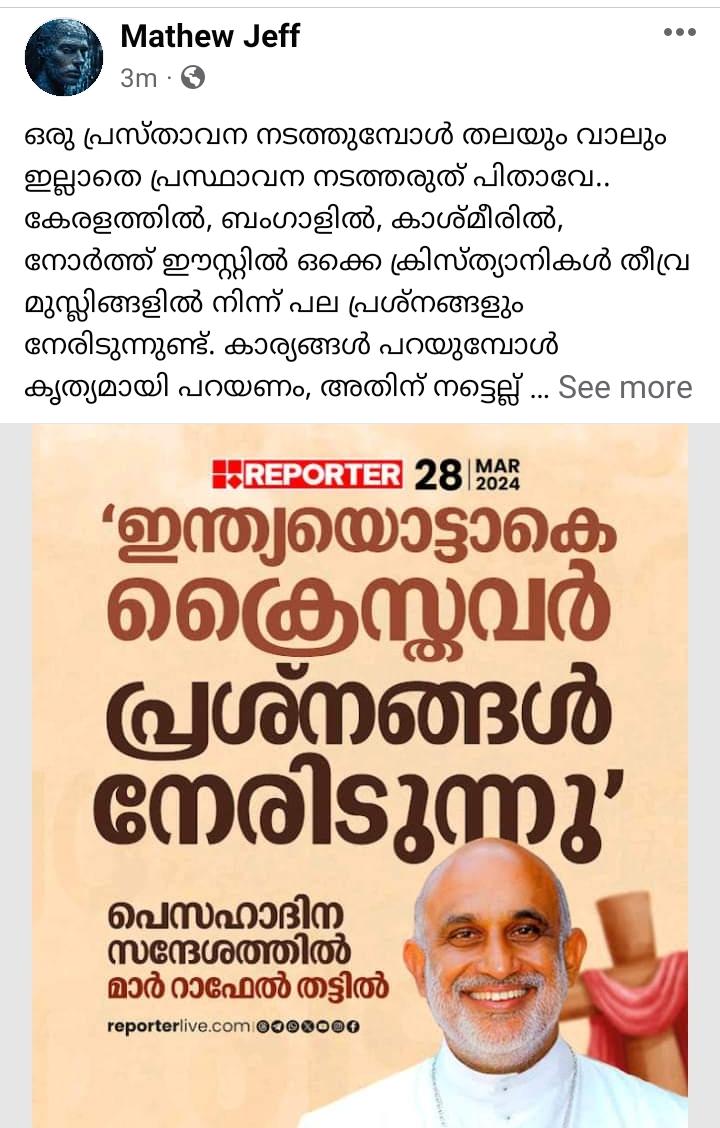 Mathew Jeff
3m ·
ഒരു പ്രസ്താവന നടത്തുമ്പോൾ തലയും വാലും
ഇല്ലാതെ പ്രസ്ഥാവന നടത്തരുത് പിതാവേ..
കേരളത്തിൽ, ബംഗാളിൽ, കാശ്മീരിൽ,
നോർത്ത് ഈസ്റ്റിൽ ഒക്കെ ക്രിസ്ത്യാനികൾ തീവ്ര
മുസ്ലിങ്ങളിൽ നിന്ന് പല പ്രശ്നങ്ങളും
നേരിടുന്നുണ്ട്. കാര്യങ്ങൾ പറയുമ്പോൾ
കൃത്യമായി പറയണം, അതിന് നട്ടെല്ല് ... See more
REPORTER 28 MAR 2024
‘ഇന്ത്യയൊട്ടാകെ
ക്രൈസ്തവർ
പ്രശ്നങ്ങൾ
നേരിടുന്നു’
പെസഹാദിന
സന്ദേശത്തിൽ
മാർ റാഫേൽ തട്ടിൽ
reporterlive.com